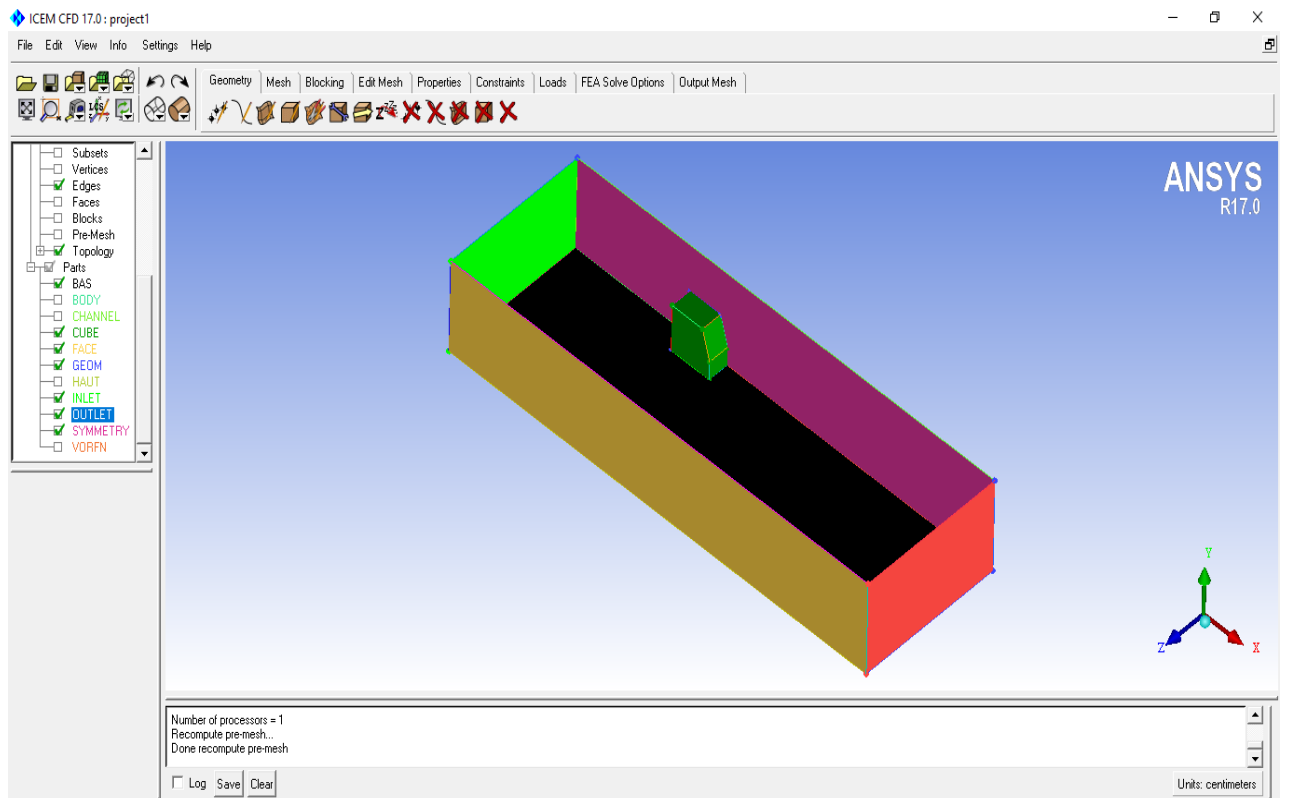 ICEM CFD 17.0 : project1
File Edit View Info Settings Help
Geometry Mesh Blocking Edit Mesh Properties Constraints Loads FEA Solve Options Output Mesh
LCS
Subsets
Vertices
Edges
Faces
Blocks
Pre-Mesh
Topology
Parts
BAS
BODY
CHANNEL
CUBE
FACE
GEOM
HAUT
INLET
OUTLET
SYMMETRY
VORFN
ANSYS
R17.0
Y
Z
X
Number of processors = 1
Recompute pre-mesh...
Done recompute pre-mesh
Log Save Clear
Units: centimeters